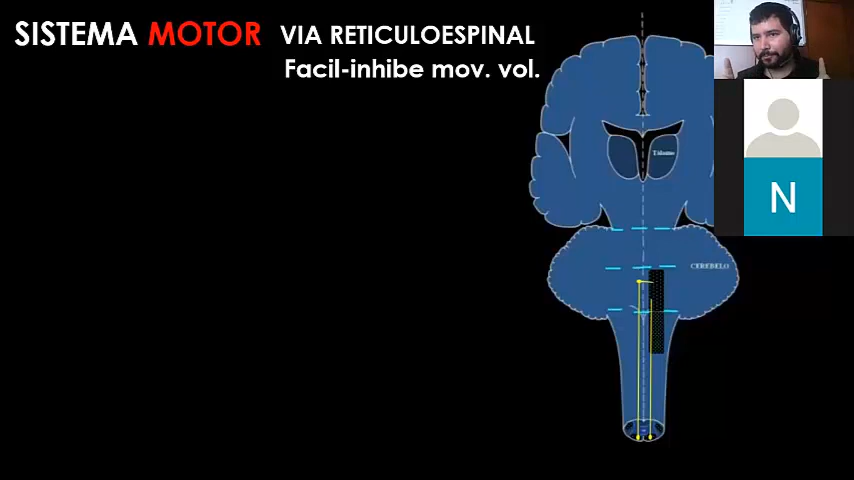 SISTEMA MOTOR VIA RETICULOESPINAL
Facil-inhibe mov. vol.
Tálamo
CEREBELO
N